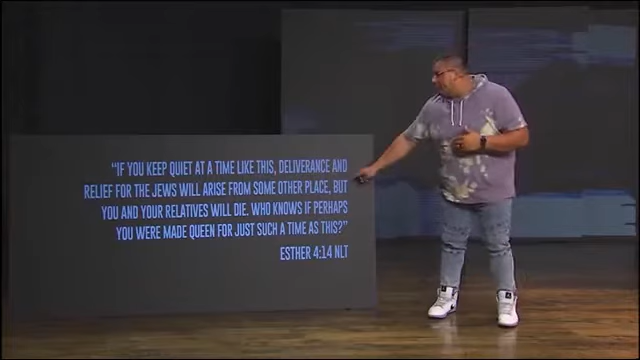 “IF YOU KEEP QUIET AT A TIME LIKE THIS, DELIVERANCE AND
RELIEF FOR THE JEWS WILL ARISE FROM SOME OTHER PLACE, BUT
YOU AND YOUR RELATIVES WILL DIE. WHO KNOWS IF PERHAPS
YOU WERE MADE QUEEN FOR JUST SUCH A TIME AS THIS?”
ESTHER 4:14 NLT